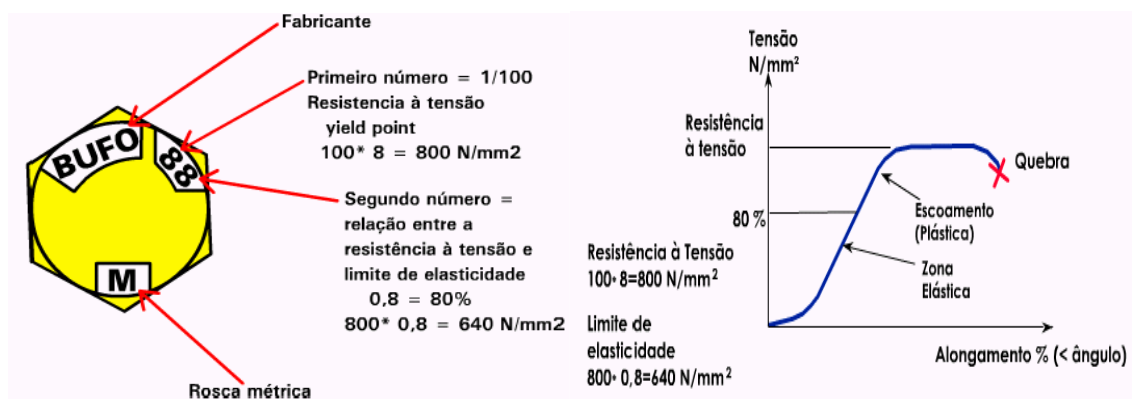 Fabricante
Primeiro número = 1/100
Resistencia à tensão
yield point
100* 8 = 800 N/mm2
BUFO
88
Segundo número =
relação entre a
resistência à tensão e
limite de elasticidade
0,8 = 80%
800* 0,8 = 640 N/mm2
M
Rosca métrica
Tensão
N/mm²
Resistência
à tensão
Quebra
80 %
Escoamento
(Plástica)
Zona
Elástica
Resistência à Tensão
100• 8=800 N/mm²
Limite de
elasticidade
800• 0,8=640 N/mm²
Alongamento % (< ângulo)